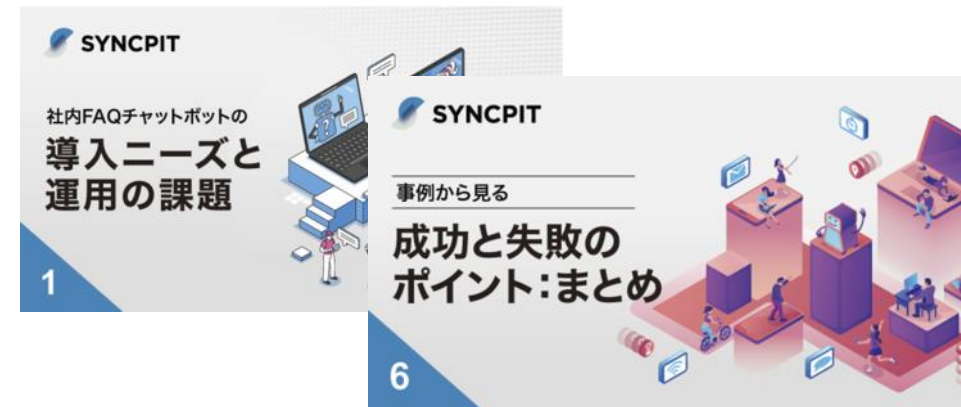 SYNCPIT
社内FAQチャットボットの
導入ニーズと
運用の課題
1
SYNCPIT
事例から見る
成功と失敗の
ポイント：まとめ
6